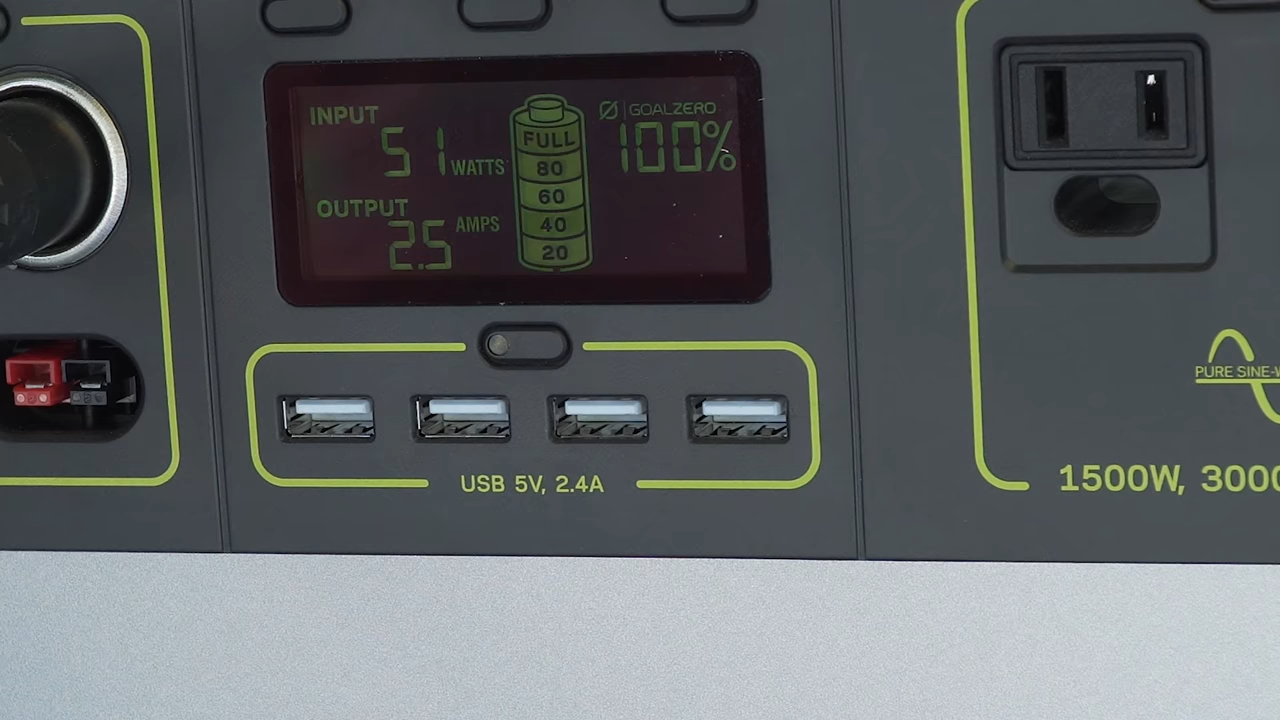 INPUT
51 WATTS
OUTPUT
2.5 AMPS
FULL
80
60
40
20
GOALZERO
100%
USB 5V, 2.4A
PURE SINE-W
1500W, 3000